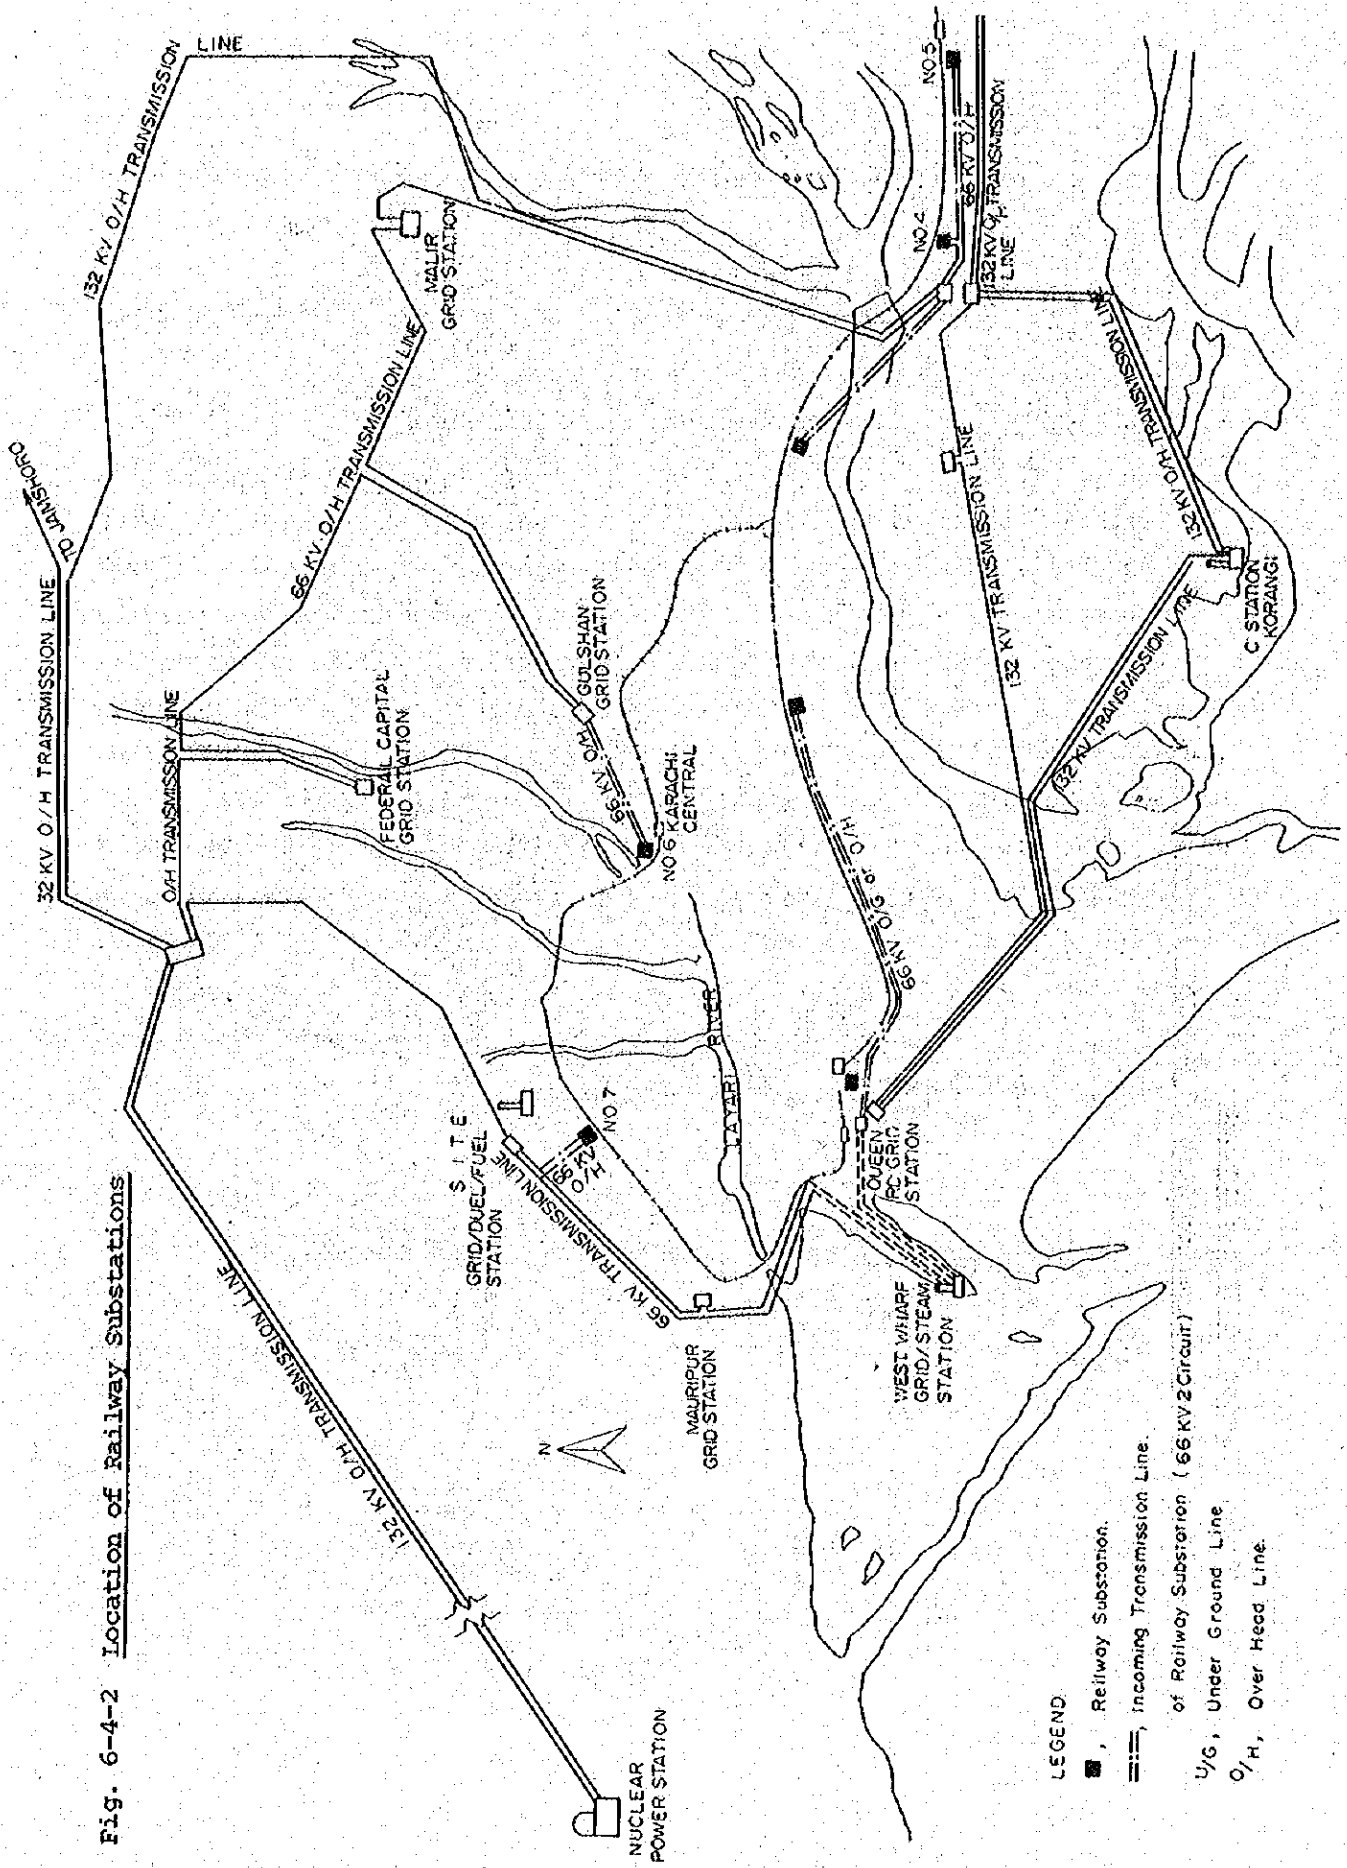 Fig. 6-4-2 Location of Railway Substations
32 KV O/H TRANSMISSION LINE
TO JAMSHORO
132 KV O/H TRANSMISSION
LINE
O/H TRANSMISSION LINE
66 KV O/H TRANSMISSION LINE
MALIR
GRID STATION
FEDERAL CAPITAL
GRID STATION
GULSHAN
GRID STATION
66 KV O/H
NO 6 KARACHI
CENTRAL
132 KV O/H TRANSMISSION LINE
S I T E
GRID/DUEL/FUEL
STATION
NO 7
66 KV
O/H
66 KV TRANSMISSION LINE
LAYARI RIVER
MAURIPUR
GRID STATION
N
NUCLEAR
POWER STATION
WEST WHARF
GRID/STEAM
STATION
QUEEN
RC GRID
STATION
66 KV U/G or O/H
NO.5
NO.4
66 KV O/H
132 KV O/H TRANSMISSION
LINE
132 KV TRANSMISSION LINE
132 KV TRANSMISSION LINE
132 KV O/H TRANSMISSION LINE
C STATION
KORANGI
LEGEND
, Railway Substation.
, Incoming Transmission Line.
of Railway Substation ( 66 KV 2 Circuit)
U/G, Under Ground Line
O/H, Over Head Line.